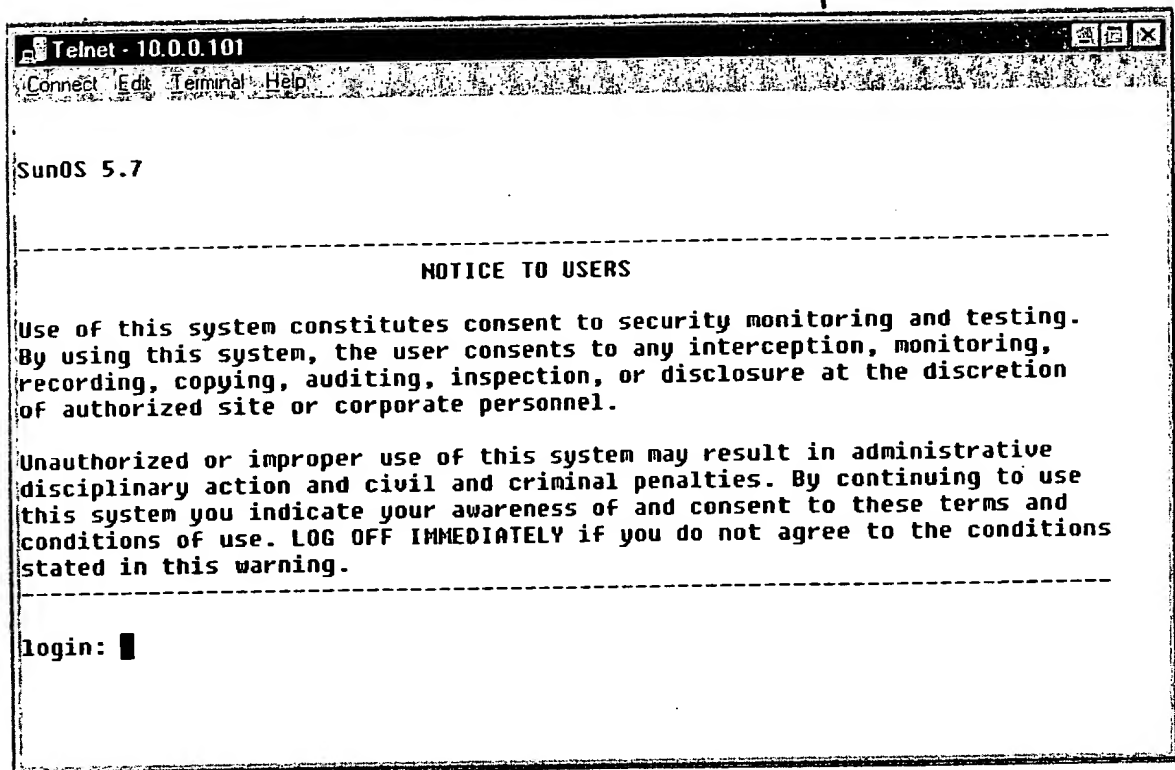 Telnet - 10.0.0.101
Connect Edit Terminal Help
SunOS 5.7
--------------------------------------------------------------------------------
NOTICE TO USERS
Use of this system constitutes consent to security monitoring and testing.
By using this system, the user consents to any interception, monitoring,
recording, copying, auditing, inspection, or disclosure at the discretion
of authorized site or corporate personnel.
Unauthorized or improper use of this system may result in administrative
disciplinary action and civil and criminal penalties. By continuing to use
this system you indicate your awareness of and consent to these terms and
conditions of use. LOG OFF IMMEDIATELY if you do not agree to the conditions
stated in this warning.
--------------------------------------------------------------------------------
login: